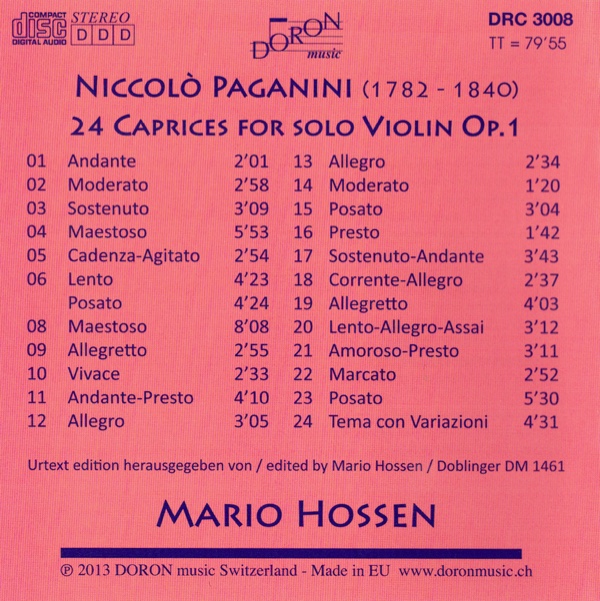 COMPACT disc DIGITAL AUDIO
STEREO
DDD
DORON music
DRC 3008
TT = 79'55
NICCOLÒ PAGANINI (1782 - 1840)
24 CAPRICES FOR SOLO VIOLIN OP.1
01 Andante 2'01
02 Moderato 2'58
03 Sostenuto 3'09
04 Maestoso 5'53
05 Cadenza-Agitato 2'54
06 Lento 4'23
Posato 4'24
08 Maestoso 8'08
09 Allegretto 2'55
10 Vivace 2'33
11 Andante-Presto 4'10
12 Allegro 3'05
13 Allegro 2'34
14 Moderato 1'20
15 Posato 3'04
16 Presto 1'42
17 Sostenuto-Andante 3'43
18 Corrente-Allegro 2'37
19 Allegretto 4'03
20 Lento-Allegro-Assai 3'12
21 Amoroso-Presto 3'11
22 Marcato 2'52
23 Posato 5'30
24 Tema con Variazioni 4'31
Urtext edition herausgegeben von / edited by Mario Hossen / Doblinger DM 1461
MARIO HOSSEN
℗ 2013 DORON music Switzerland - Made in EU www.doronmusic.ch